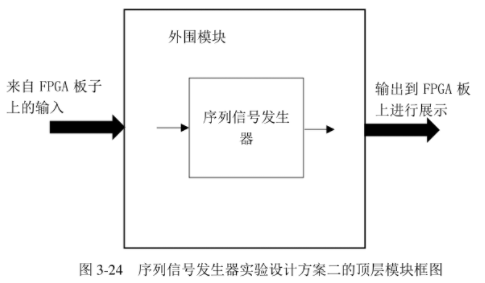 外围模块
来自 FPGA 板子
上的输入
序列信号发生
器
输出到 FPGA 板
上进行展示
图 3-24 序列信号发生器实验设计方案二的顶层模块框图